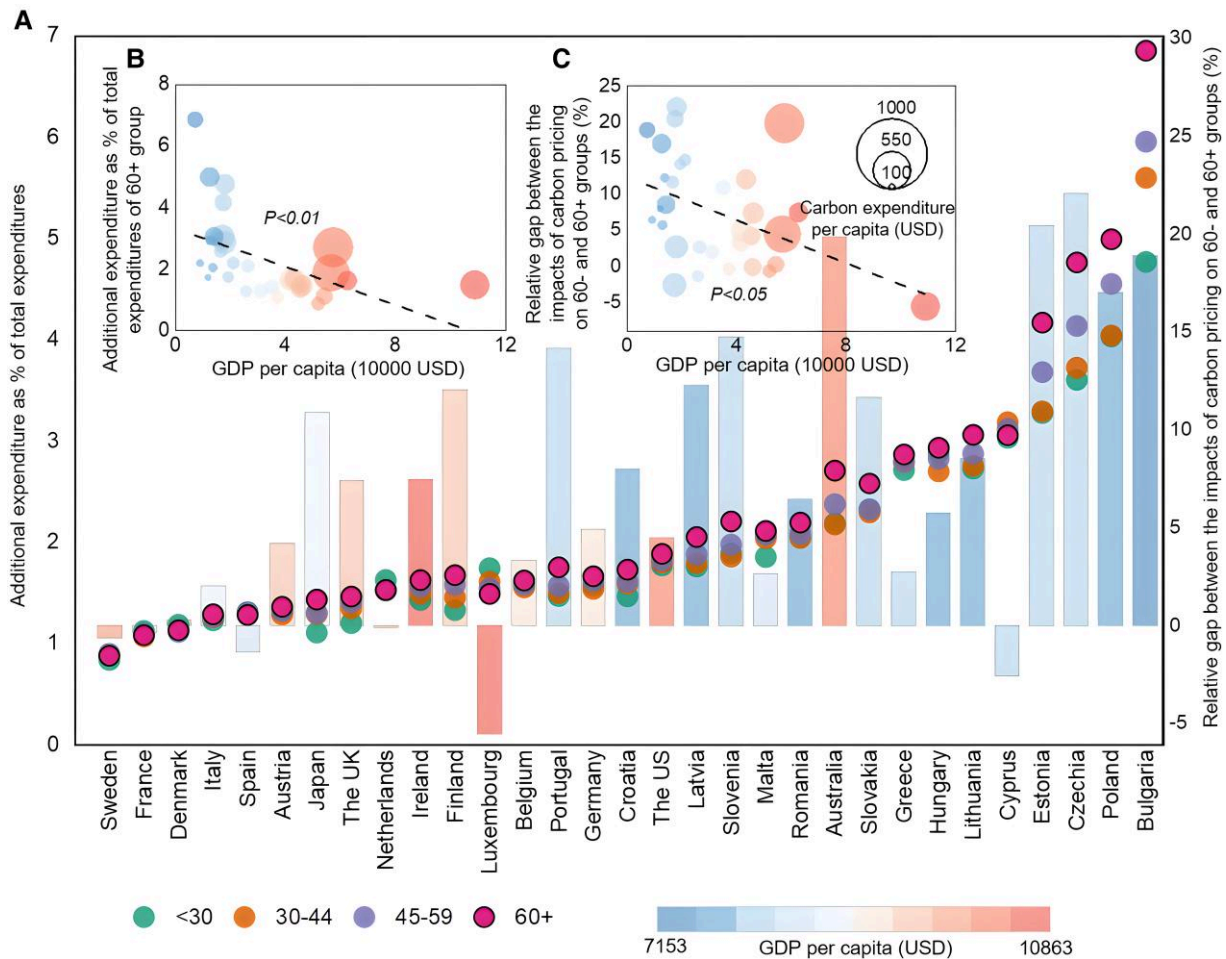 A
Additional expenditure as % of total expenditures
7
6
5
4
3
2
1
0
B
Additional expenditure as % of total
expenditures of 60+ group
8
6
4
2
0
P<0.01
0
4
8
12
GDP per capita (10000 USD)
C
Relative gap between the
impacts of carbon pricing
on 60- and 60+ groups (%)
25
20
15
10
5
0
-5
P<0.05
1000
550
100
Carbon expenditure
per capita (USD)
0
4
8
12
GDP per capita (10000 USD)
30
25
20
15
10
5
0
-5
Relative gap between the impacts of carbon pricing on 60- and 60+ groups (%)
Sweden
France
Denmark
Italy
Spain
Austria
Japan
The UK
Netherlands
Ireland
Finland
Luxembourg
Belgium
Portugal
Germany
Croatia
The US
Latvia
Slovenia
Malta
Romania
Australia
Slovakia
Greece
Hungary
Lithuania
Cyprus
Estonia
Czechia
Poland
Bulgaria
<30
30-44
45-59
60+
7153
GDP per capita (USD)
10863